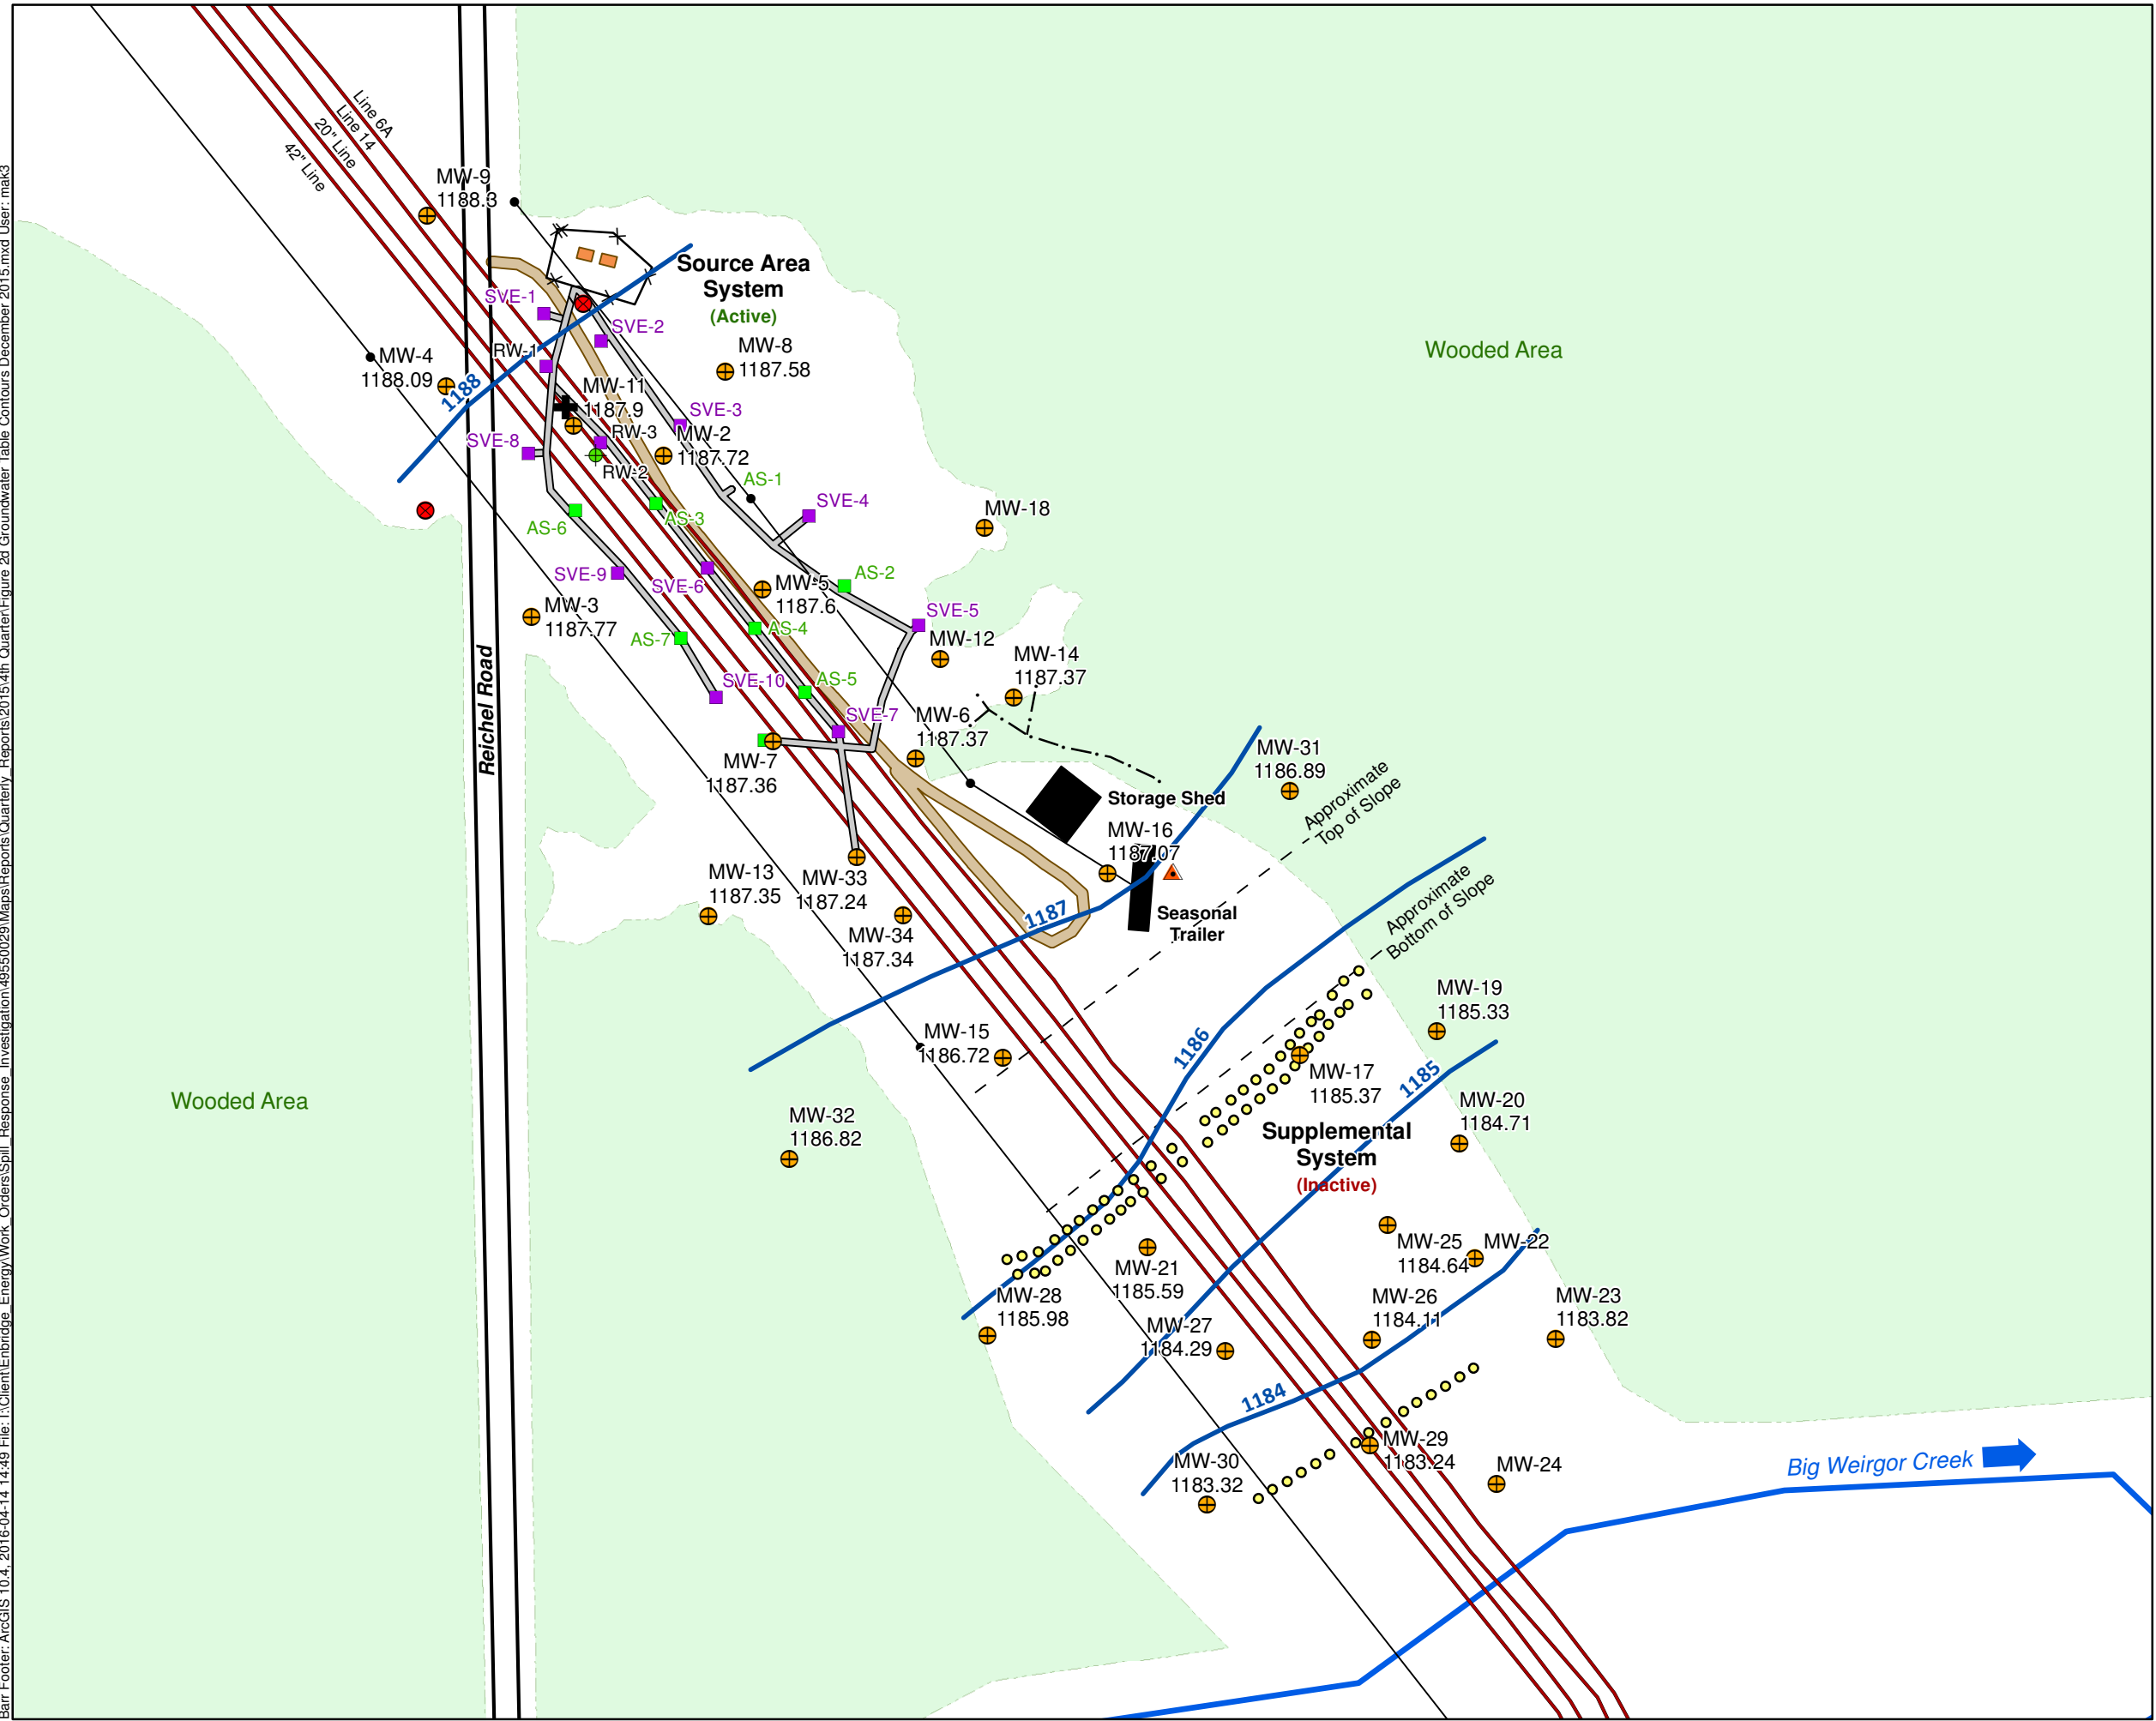 Line 6A
Line 14
20" Line
42" Line
MW-9
1188.3
Source Area
System
(Active)
SVE-1
SVE-2
MW-8
1187.58
RW-1
MW-4
1188.09
1188
MW-11
1187.9
SVE-3
SVE-8
RW-3
MW-2
1187.72
RW-2
AS-1
SVE-4
AS-6
AS-3
MW-18
SVE-9
SVE-6
MW-5
1187.6
AS-2
MW-3
1187.77
AS-7
AS-4
SVE-5
MW-12
MW-14
1187.37
SVE-10
AS-5
SVE-7
MW-6
1187.37
Reichel Road
MW-7
1187.36
MW-31
1186.89
Storage Shed
Approximate
Top of Slope
MW-16
1187.07
MW-13
1187.35
MW-33
1187.24
1187
Seasonal
Trailer
MW-34
1187.34
Approximate
Bottom of Slope
MW-19
1185.33
MW-15
1186.72
1186
MW-17
1185.37
1185
MW-20
1184.71
Wooded Area
Wooded Area
MW-32
1186.82
Supplemental
System
(Inactive)
MW-25
1184.64
MW-22
MW-21
1185.59
MW-28
1185.98
MW-26
1184.11
MW-23
1183.82
MW-27
1184.29
1184
MW-29
1183.24
MW-30
1183.32
MW-24
Big Weirgor Creek
Barr Footer: ArcGIS 10.4, 2016-04-14 14:49 File: I:\Client\Enbridge_Energy\Work_Orders\Spill_Response_Investigation\49550029\Maps\Reports\Quarterly_Reports\2015\4th Quarter\Figure 2d Groundwater Table Contours December 2015.mxd User: mak3